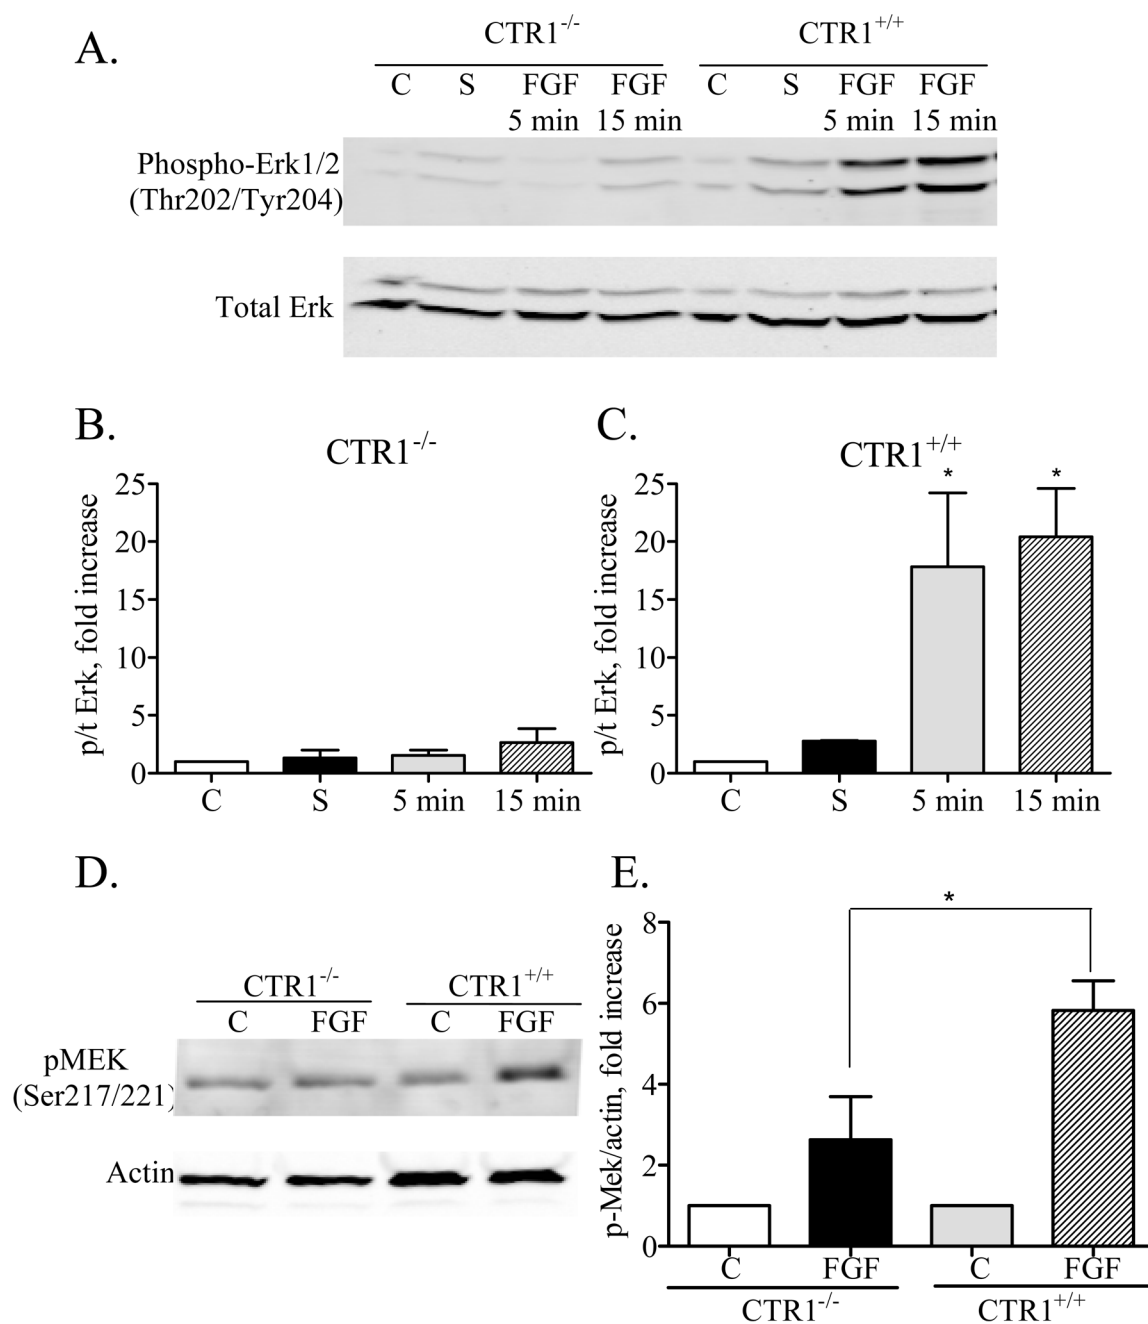 A.
CTR1-/- CTR1+/+
C S FGF FGF C S FGF FGF
5 min 15 min 5 min 15 min
Phospho-Erk1/2
(Thr202/Tyr204)
Total Erk
B.
CTR1-/-
p/t Erk, fold increase
25
20
15
10
5
0
C S 5 min 15 min
C.
CTR1+/+
* *
p/t Erk, fold increase
25
20
15
10
5
0
C S 5 min 15 min
D.
CTR1-/- CTR1+/+
C FGF C FGF
pMEK
(Ser217/221)
Actin
E.
*
p-Mek/actin, fold increase
8
6
4
2
0
C FGF C FGF
CTR1-/- CTR1+/+